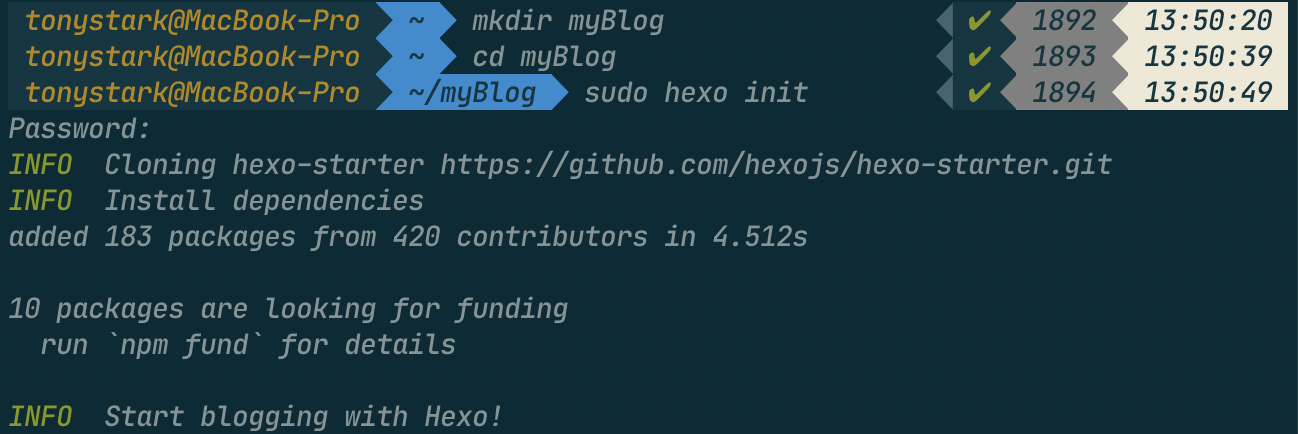 tonystark@MacBook-Pro ~ mkdir myBlog ✔ 1892 13:50:20
tonystark@MacBook-Pro ~ cd myBlog ✔ 1893 13:50:39
tonystark@MacBook-Pro ~/myBlog sudo hexo init ✔ 1894 13:50:49
Password:
INFO  Cloning hexo-starter https://github.com/hexojs/hexo-starter.git
INFO  Install dependencies
added 183 packages from 420 contributors in 4.512s
10 packages are looking for funding
  run `npm fund` for details
INFO  Start blogging with Hexo!